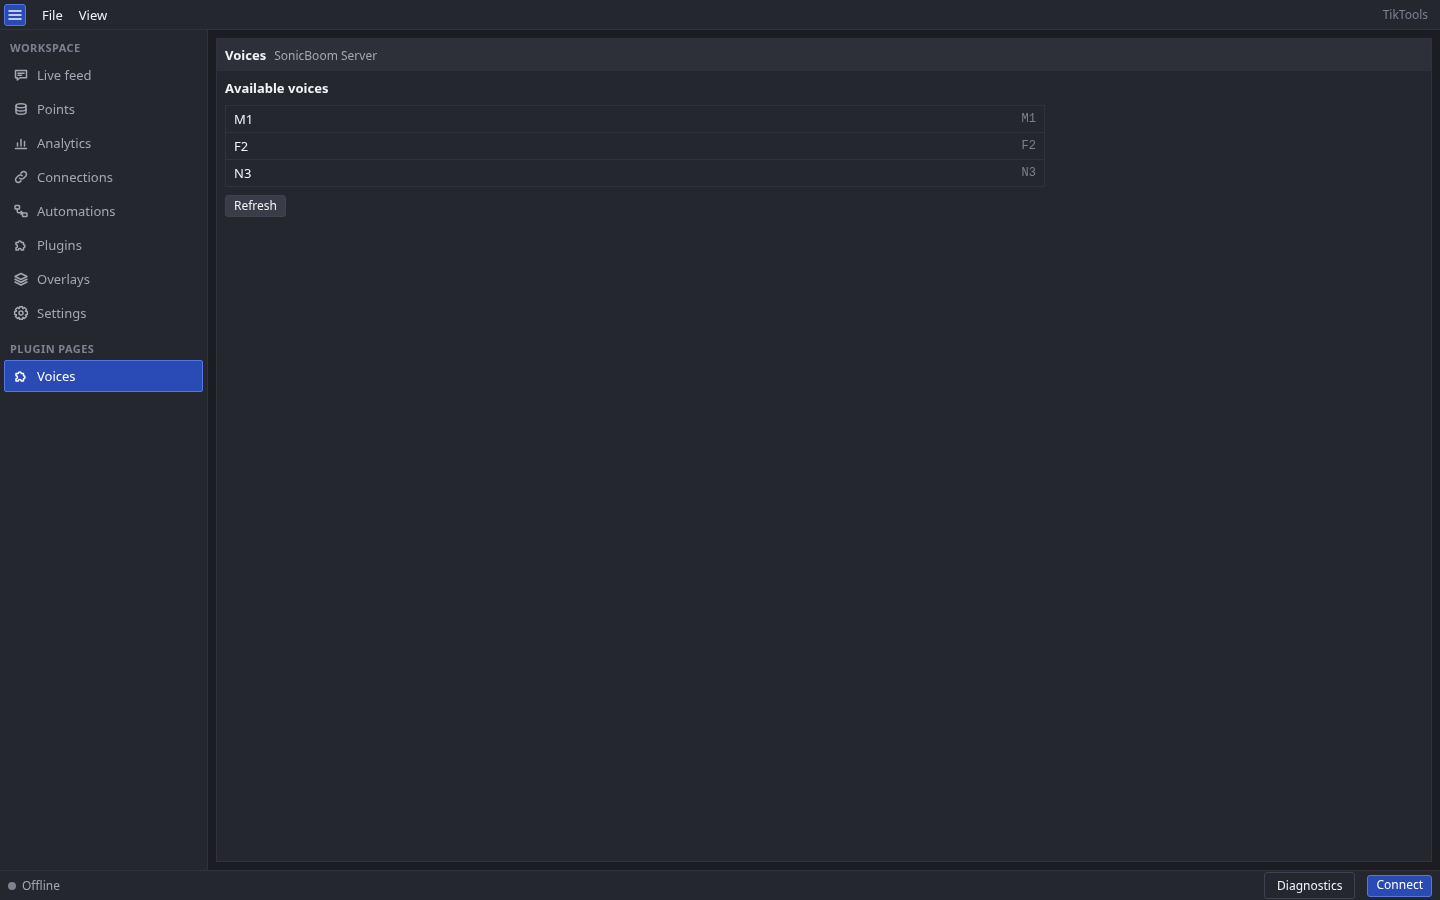 File View TikTools
WORKSPACE
Live feed
Points
Analytics
Connections
Automations
Plugins
Overlays
Settings
PLUGIN PAGES
Voices
Voices SonicBoom Server
Available voices
M1 M1
F2 F2
N3 N3
Refresh
Offline Diagnostics Connect